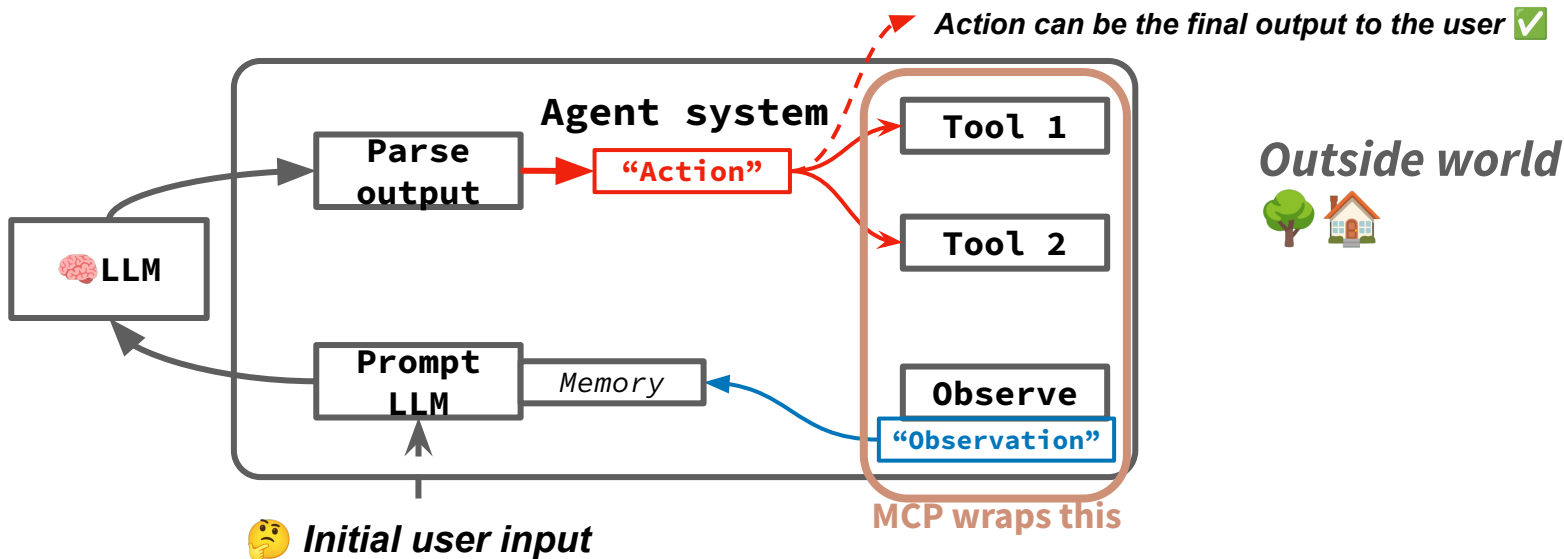 Action can be the final output to the user ✅
Agent system
Parse
output
“Action”
Tool 1
Tool 2
Outside world
🌳🏠
🧠LLM
Prompt
LLM
Memory
Observe
“Observation”
MCP wraps this
🤔 Initial user input